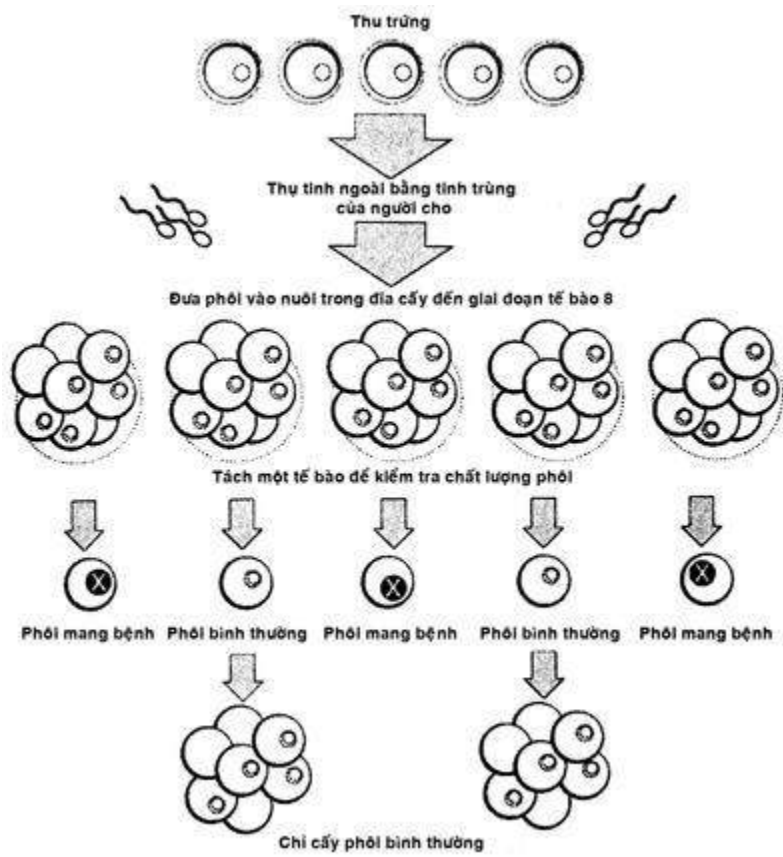 Thu trứng
Thụ tinh ngoài bằng tinh trùng
của người cho
Đưa phôi vào nuôi trong đĩa cấy đến giai đoạn tế bào 8
Tách một tế bào để kiểm tra chất lượng phôi
X
X
X
Phôi mang bệnh
Phôi bình thường
Phôi mang bệnh
Phôi bình thường
Phôi mang bệnh
Chỉ cấy phôi bình thường